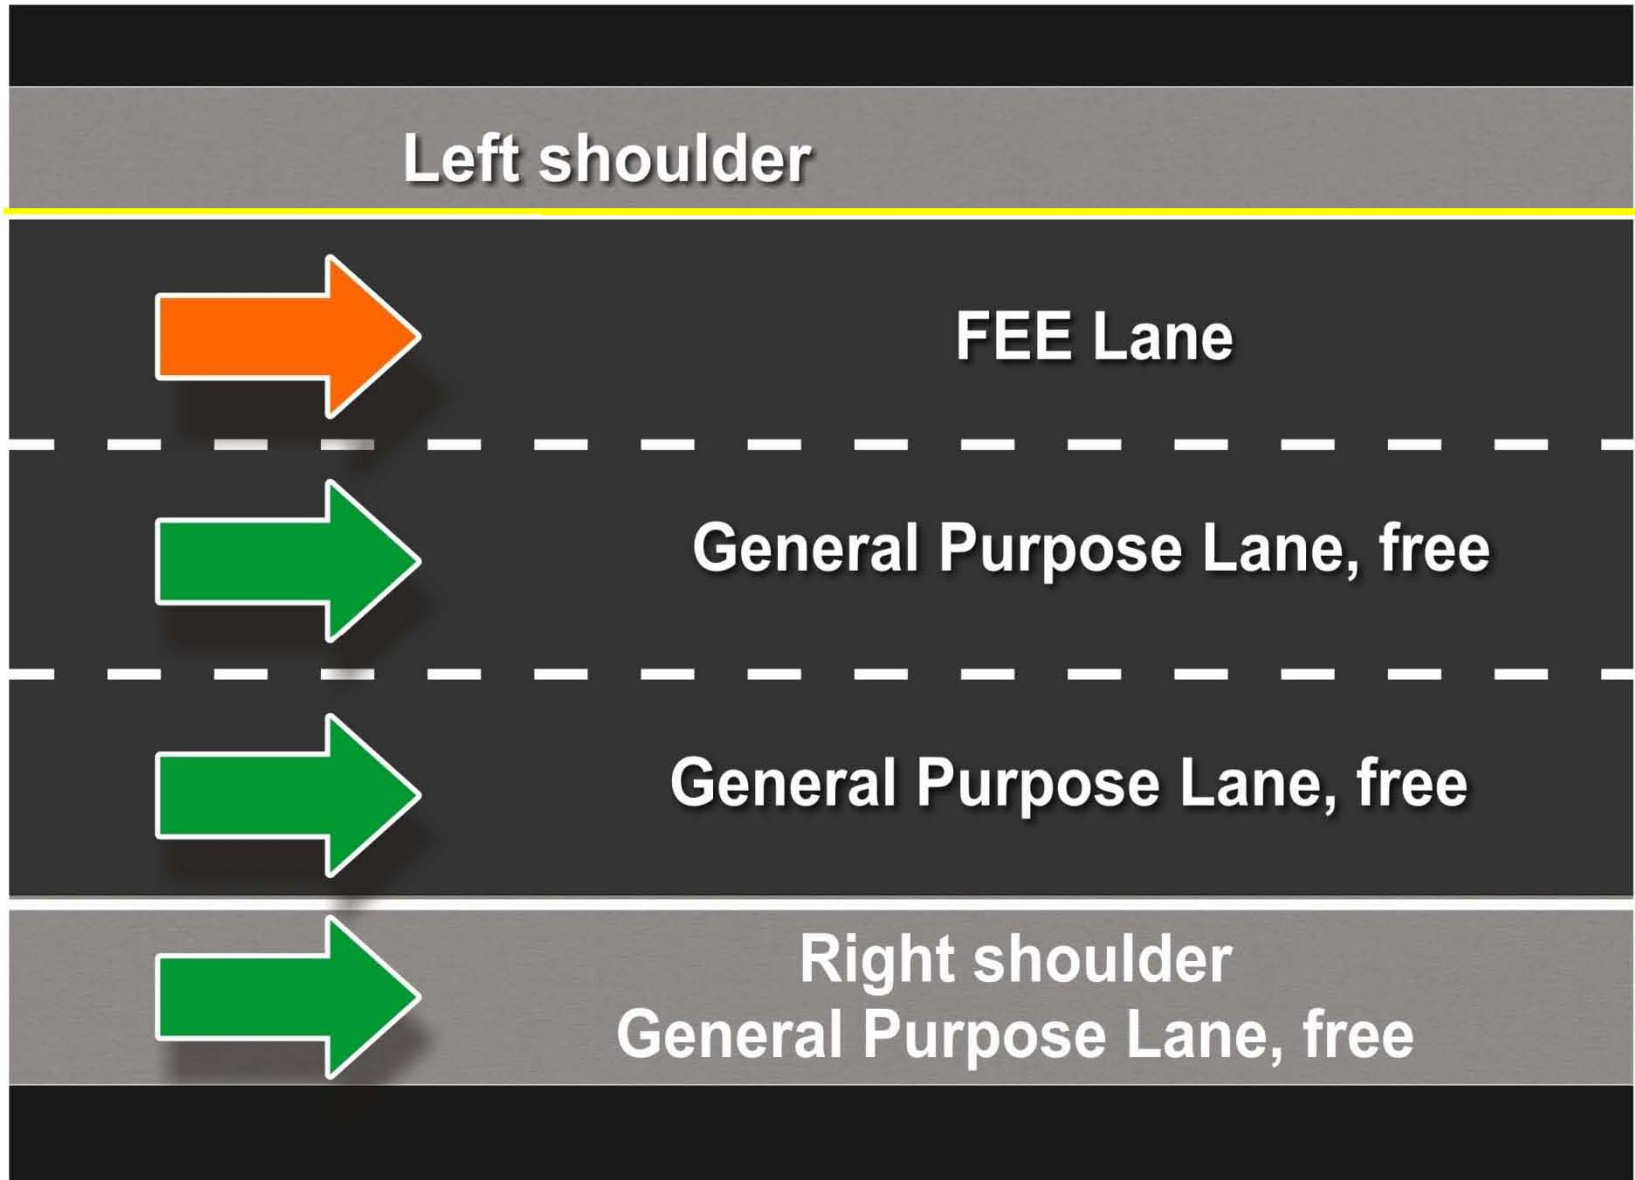 Left shoulder
FEE Lane
General Purpose Lane, free
General Purpose Lane, free
Right shoulder
General Purpose Lane, free